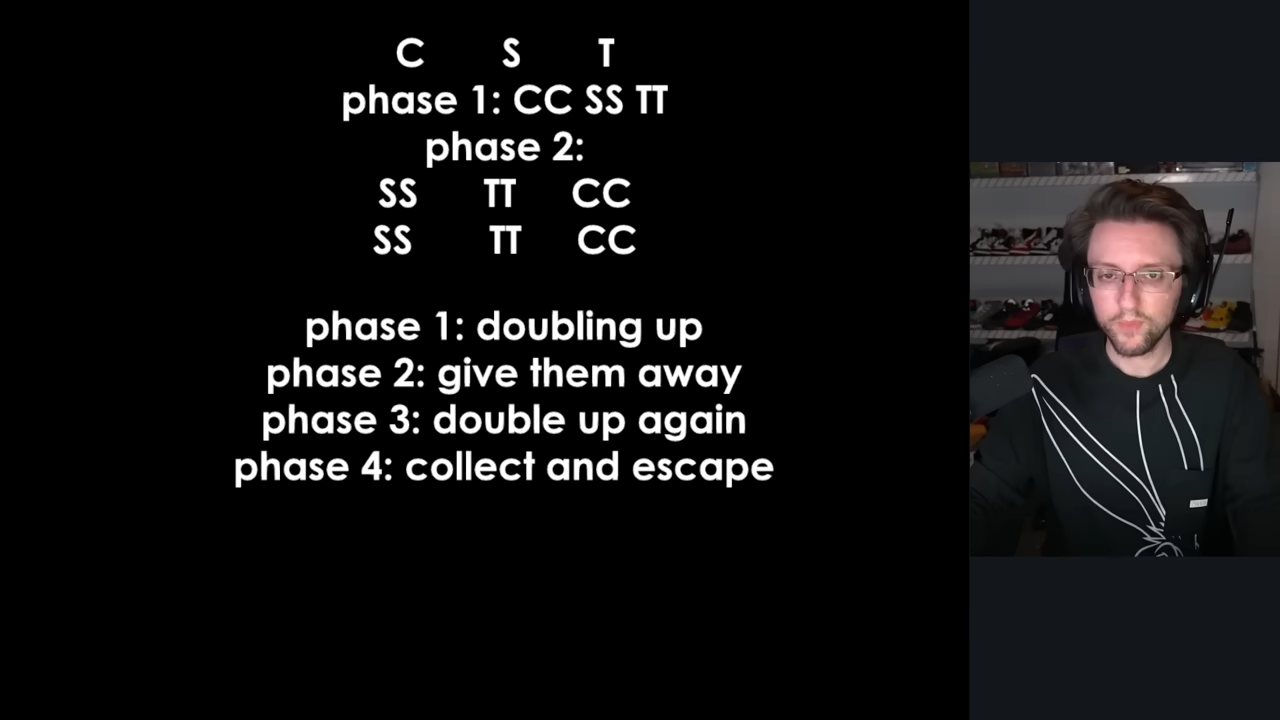 C S T
phase 1: CC SS TT
phase 2:
SS TT CC
SS TT CC
phase 1: doubling up
phase 2: give them away
phase 3: double up again
phase 4: collect and escape